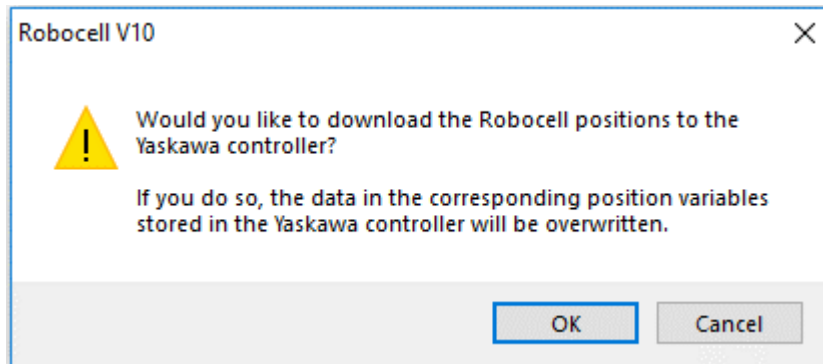 Robocell V10
Would you like to download the Robocell positions to the
Yaskawa controller?
If you do so, the data in the corresponding position variables
stored in the Yaskawa controller will be overwritten.
OK Cancel